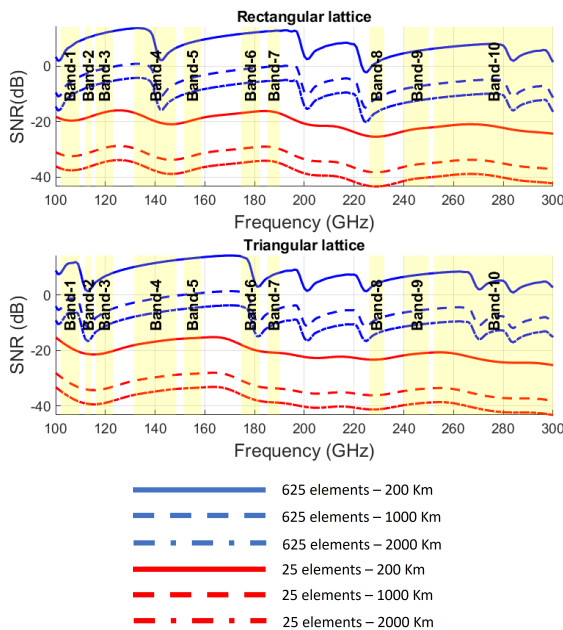 Rectangular lattice
SNR(dB)
0
-20
-40
Band-1
Band-2
Band-3
Band-4
Band-5
Band-6
Band-7
Band-8
Band-9
Band-10
100 120 140 160 180 200 220 240 260 280 300
Frequency (GHz)
Triangular lattice
SNR (dB)
0
-20
-40
Band-1
Band-2
Band-3
Band-4
Band-5
Band-6
Band-7
Band-8
Band-9
Band-10
100 120 140 160 180 200 220 240 260 280 300
Frequency (GHz)
625 elements – 200 Km
625 elements – 1000 Km
625 elements – 2000 Km
25 elements – 200 Km
25 elements – 1000 Km
25 elements – 2000 Km